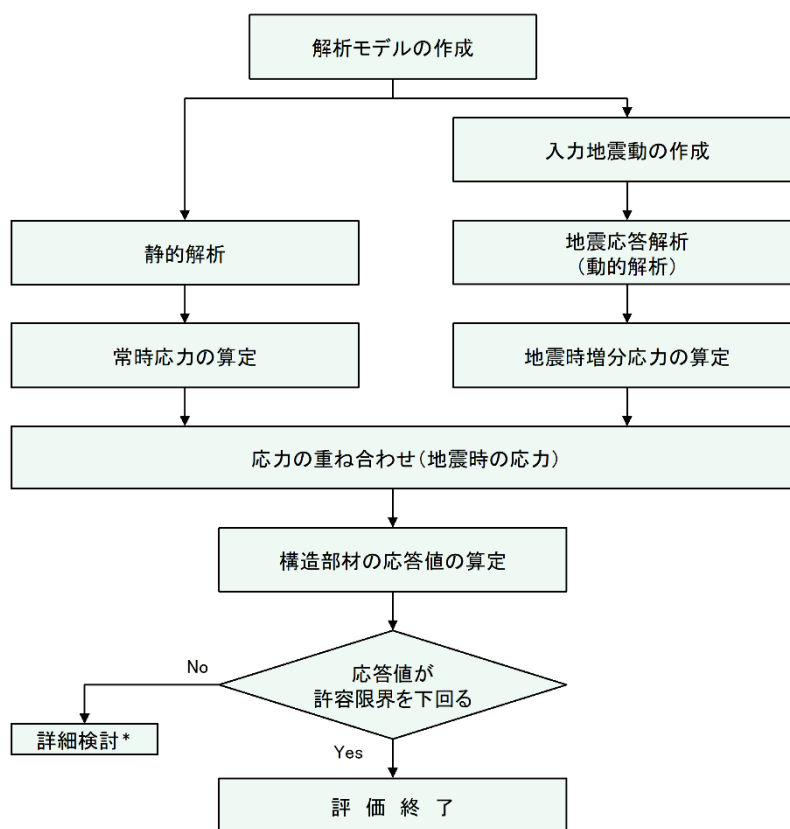 解析モデルの作成
入力地震動の作成
静的解析
地震応答解析
(動的解析)
常時応力の算定
地震時増分応力の算定
応力の重ね合わせ(地震時の応力)
構造部材の応答値の算定
No
応答値が
許容限界を下回る
詳細検討*
Yes
評 価 終 了